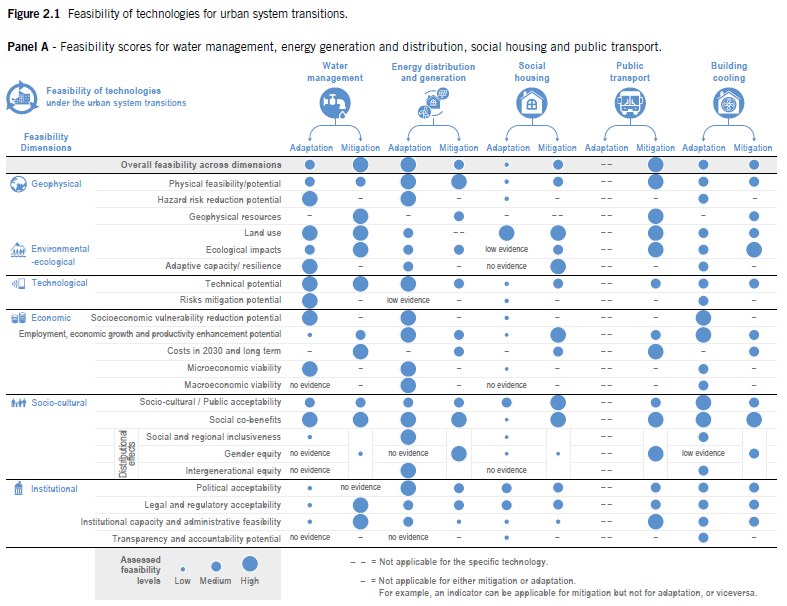 Figure 2.1 Feasibility of technologies for urban system transitions.
Panel A - Feasibility scores for water management, energy generation and distribution, social housing and public transport.
Water management
Energy distribution and generation
Social housing
Public transport
Building cooling
Feasibility of technologies
under the urban system transitions
Feasibility
Dimensions
Adaptation Mitigation Adaptation Mitigation Adaptation Mitigation Adaptation Mitigation Adaptation Mitigation
Overall feasibility across dimensions - -
Geophysical Physical feasibility/potential - -
Hazard risk reduction potential – – – - - – –
Geophysical resources – – – - - - - –
Land use - - - -
Environmental
-ecological
Ecological impacts low evidence - -
Adaptive capacity/ resilience – – no evidence - - – –
Technological Technical potential - -
Risks mitigation potential – low evidence – – - - – –
Economic Socioeconomic vulnerability reduction potential – – – - - – –
Employment, economic growth and productivity enhancement potential - -
Costs in 2030 and long term – – – - - –
Microeconomic viability – – – - - – –
Macroeconomic viability no evidence – – no evidence – - - – –
Socio-cultural Socio-cultural / Public acceptability - -
Social co-benefits - -
Distributional
effects
Social and regional inclusiveness - -
Gender equity no evidence no evidence - - low evidence
Intergenerational equity no evidence no evidence - -
Institutional Political acceptability no evidence - -
Legal and regulatory acceptability - -
Institutional capacity and administrative feasibility - -
Transparency and accountability potential no evidence – no evidence – – - - – –
Assessed
feasibility
levels
Low Medium High
– – = Not applicable for the specific technology.
– = Not applicable for either mitigation or adaptation.
For example, an indicator can be applicable for mitigation but not for adaptation, or viceversa.